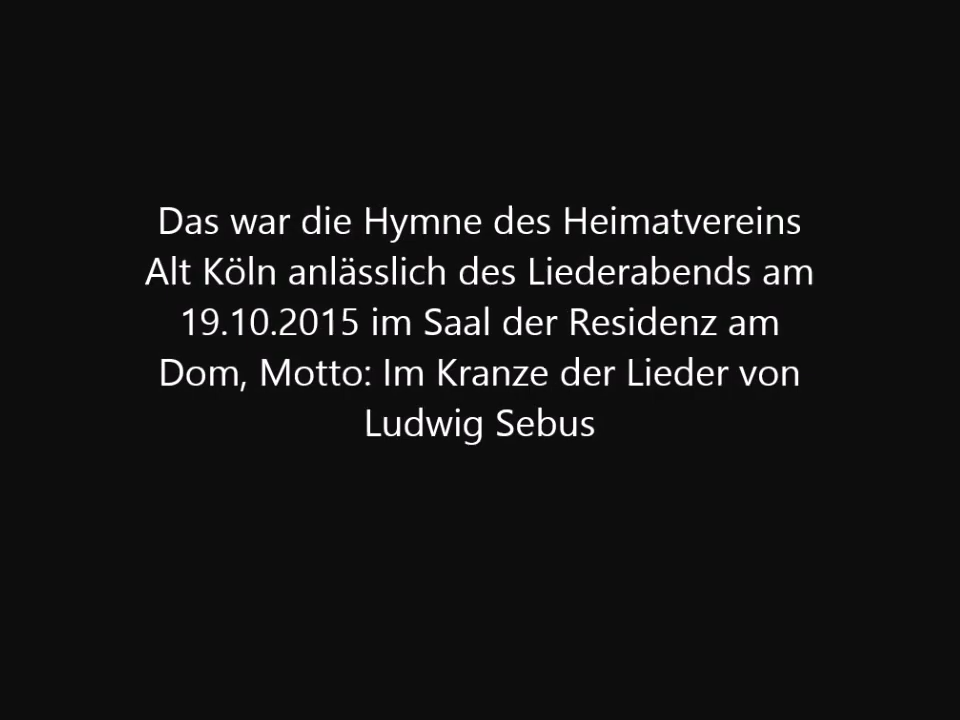 Das war die Hymne des Heimatvereins
Alt Köln anlässlich des Liederabends am
19.10.2015 im Saal der Residenz am
Dom, Motto: Im Kranze der Lieder von
Ludwig Sebus